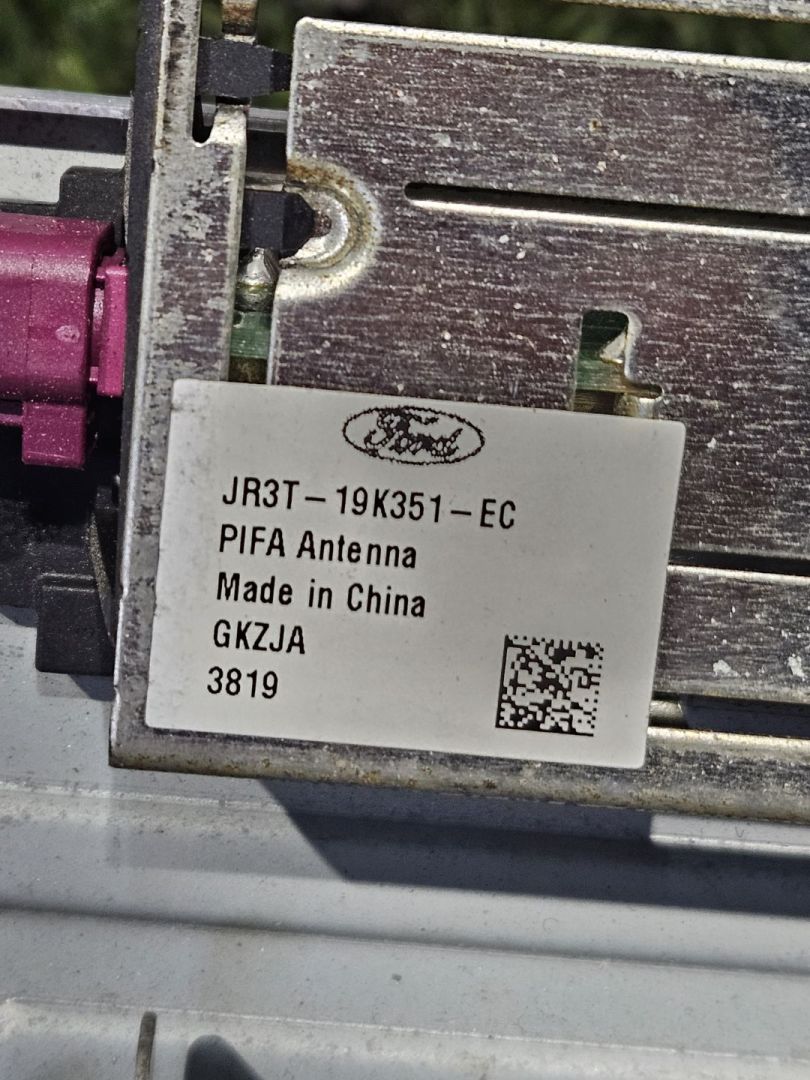 Ford
JR3T-19K351-EC
PIFA Antenna
Made in China
GKZJA
3819